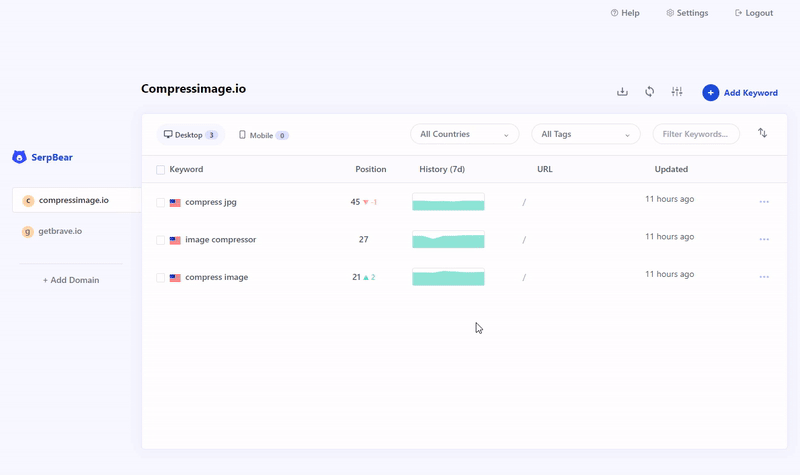 Help Settings Logout
Compressimage.io
+ Add Keyword
Desktop 3 Mobile 0 All Countries All Tags Filter Keywords...
SerpBear
Keyword Position History (7d) URL Updated
c compressimage.io
compress jpg 45 ▼ -1 / 11 hours ago ...
g getbrave.io
image compressor 27 / 11 hours ago ...
+ Add Domain
compress image 21 ▲ 2 / 11 hours ago ...